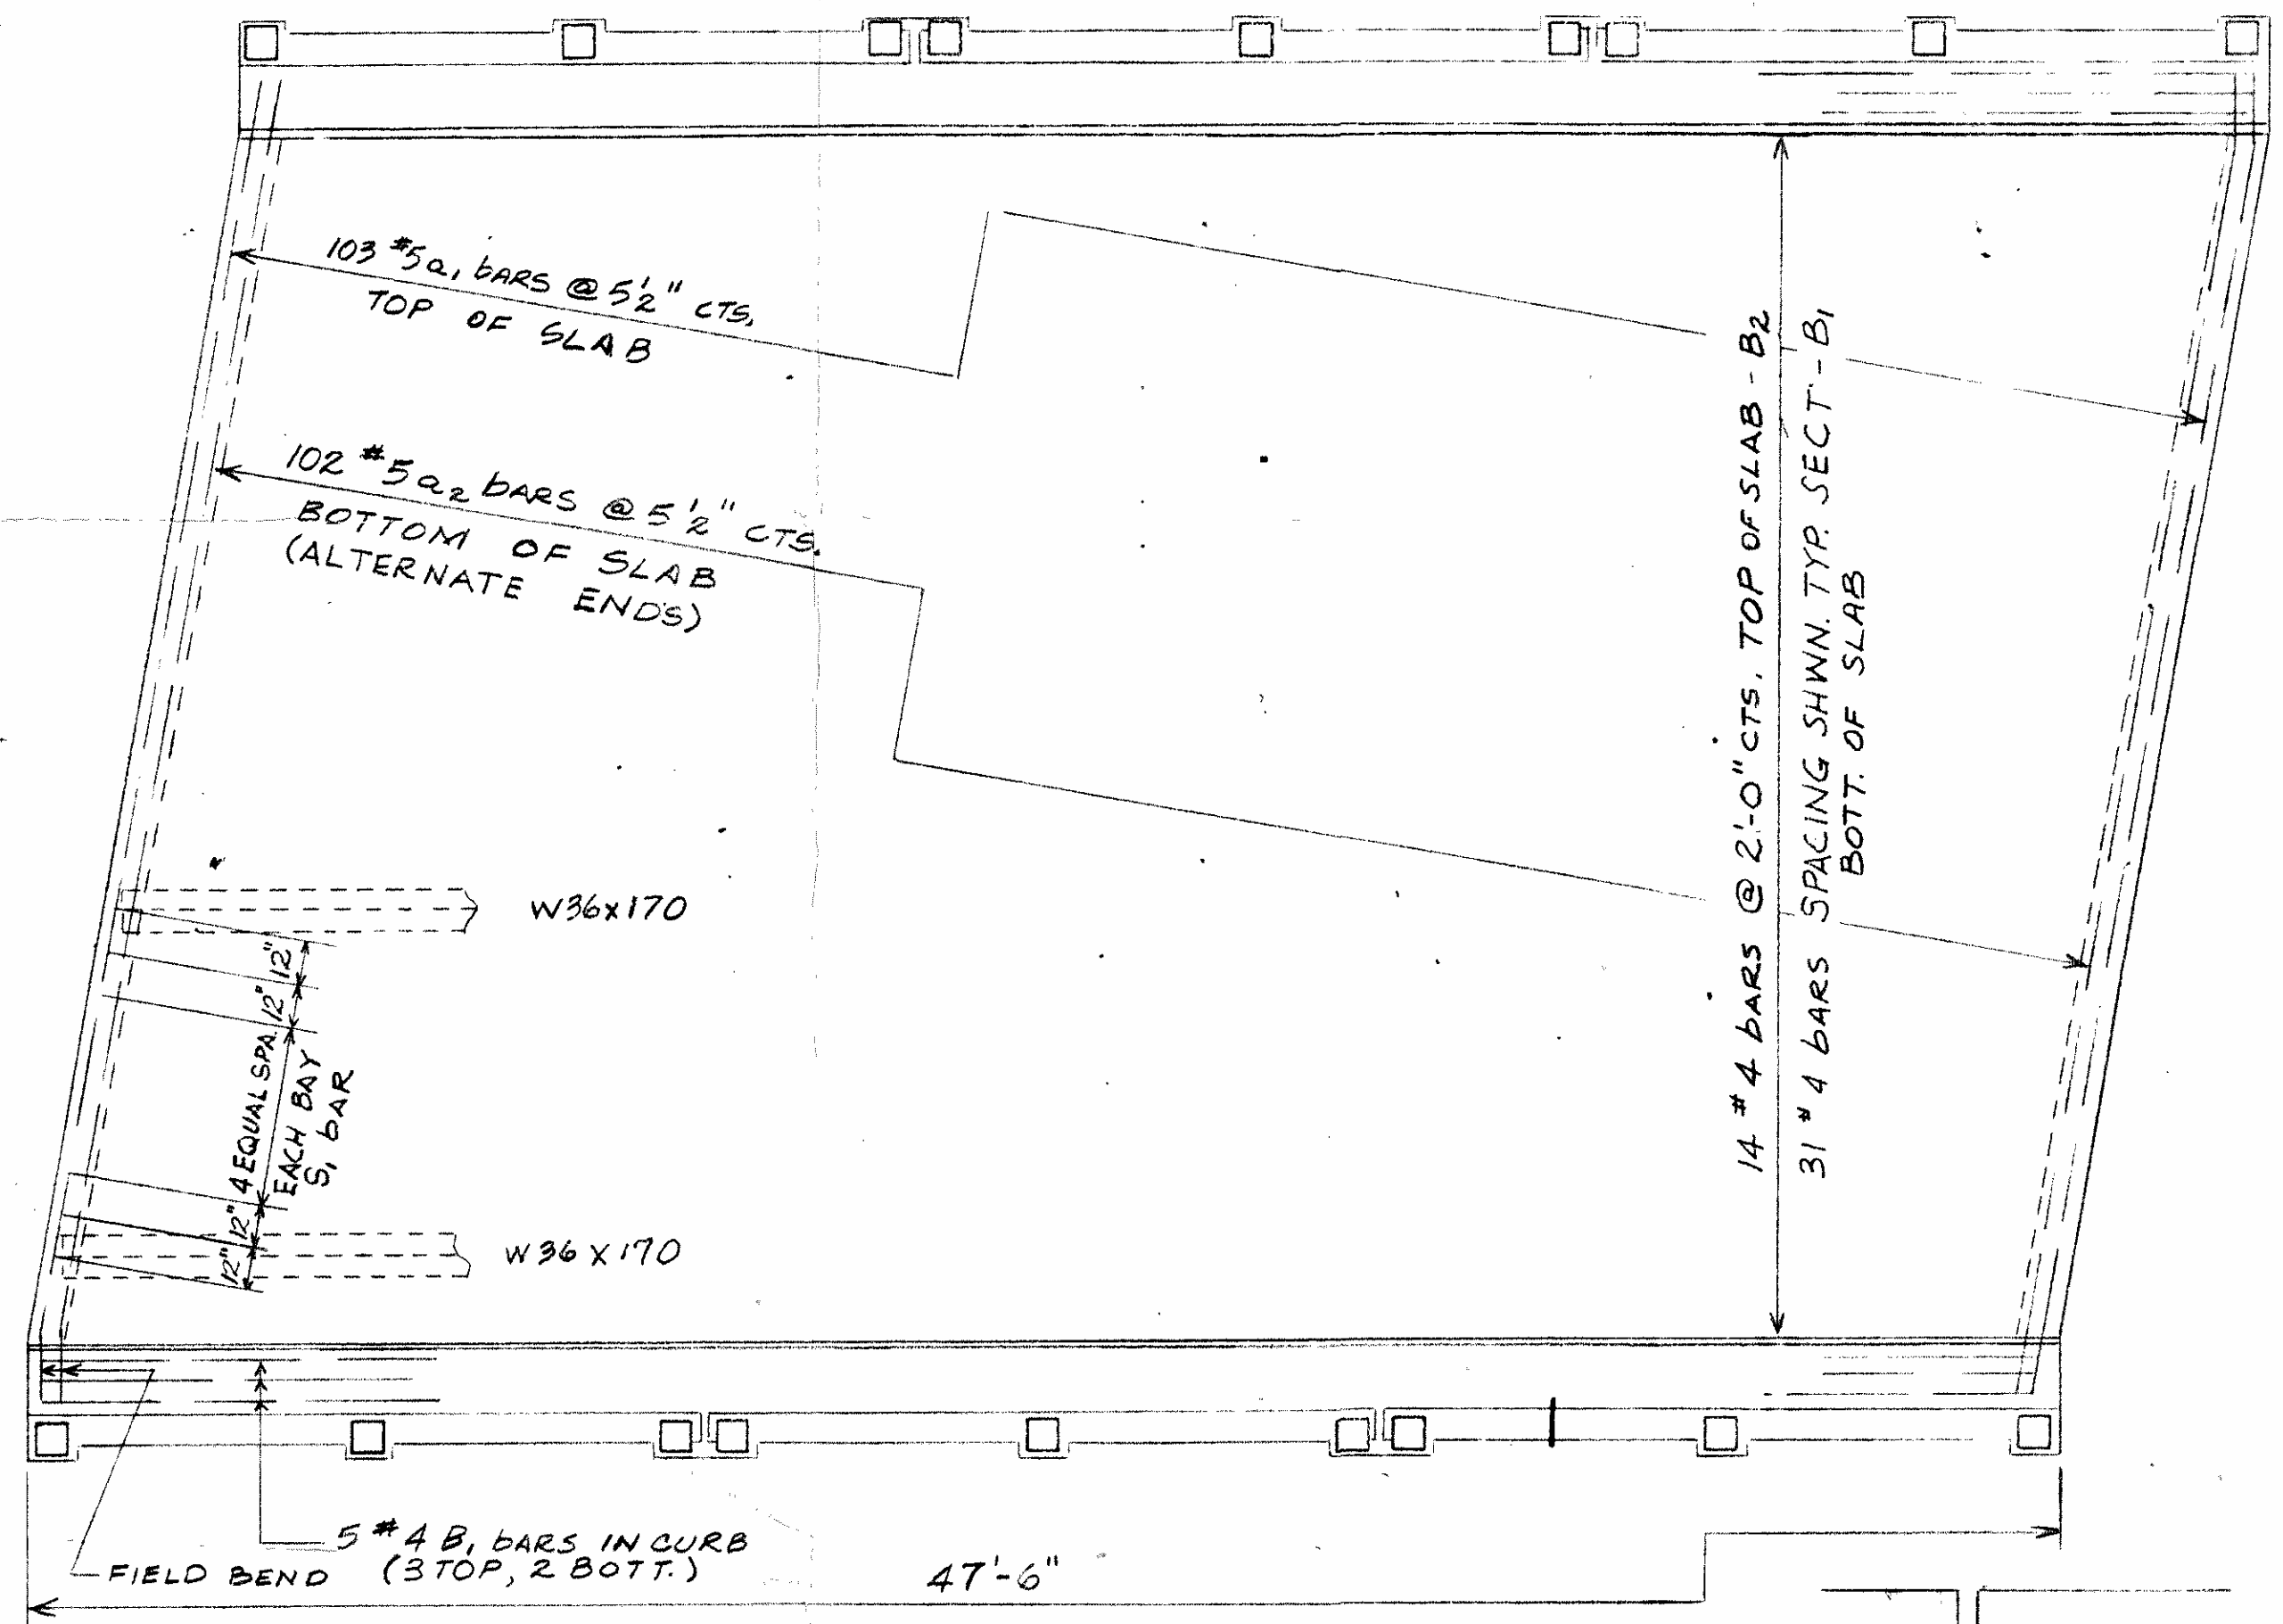 103 #5a₁ bARS @ 5½" CTS.
TOP OF SLAB
102 #5a₂ bARS @ 5½" CTS.
BOTTOM OF SLAB
(ALTERNATE ENDS)
14 #4 bARS @ 2'-0" CTS. TOP OF SLAB - B₂
31 #4 bARS SPACING SHWN. TYP. SECT - B₁
BOTT. OF SLAB
W36x170
12"
12"
4 EQUAL SPA.
EACH BAY
S₁ bAR
12"
12"
W36X170
5 #4 B₁ bARS IN CURB
(3 TOP, 2 BOTT.)
FIELD BEND
47'-6"